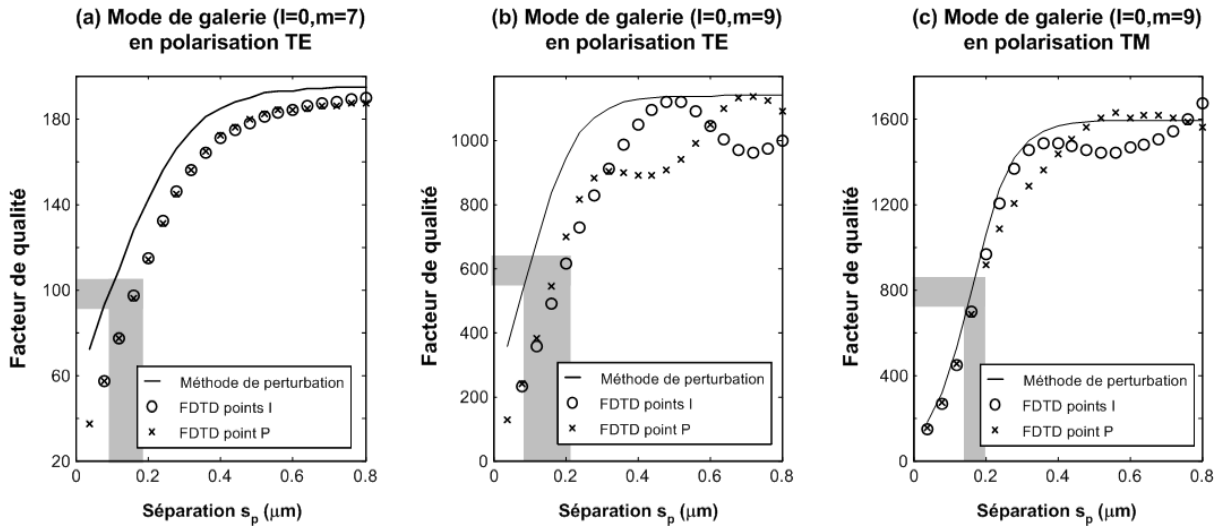 (a) Mode de galerie (l=0,m=7)
en polarisation TE
Facteur de qualité
180
140
100
60
20
0
0.2
0.4
0.6
0.8
Séparation s_p (μm)
Méthode de perturbation
FDTD points I
FDTD point P
(b) Mode de galerie (l=0,m=9)
en polarisation TE
Facteur de qualité
1000
800
600
400
200
0
0
0.2
0.4
0.6
0.8
Séparation s_p (μm)
Méthode de perturbation
FDTD points I
FDTD point P
(c) Mode de galerie (l=0,m=9)
en polarisation TM
Facteur de qualité
1600
1200
800
400
0
0
0.2
0.4
0.6
0.8
Séparation s_p (μm)
Méthode de perturbation
FDTD points I
FDTD point P